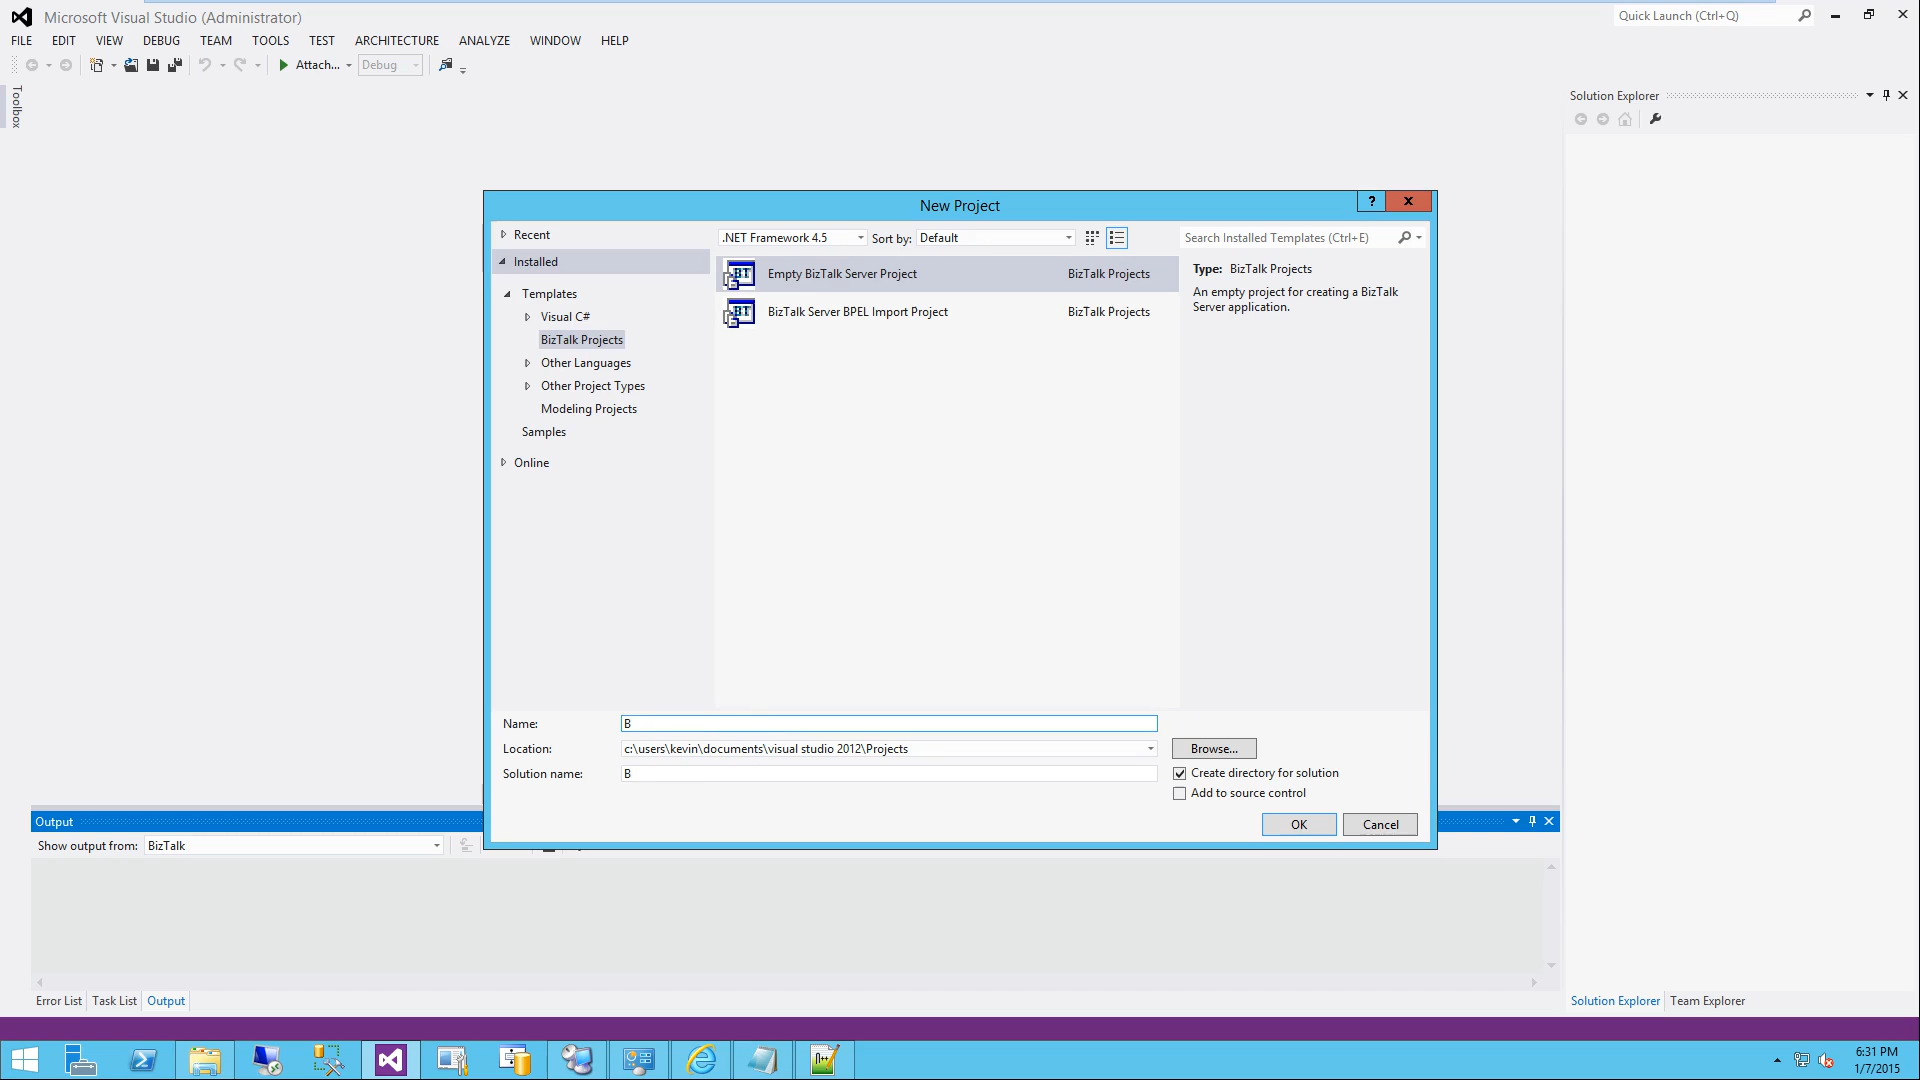 Microsoft Visual Studio (Administrator)
Quick Launch (Ctrl+Q)
FILE EDIT VIEW DEBUG TEAM TOOLS TEST ARCHITECTURE ANALYZE WINDOW HELP
Attach... Debug
Toolbox
Solution Explorer
New Project
?
Recent
.NET Framework 4.5 Sort by: Default
Search Installed Templates (Ctrl+E)
Installed
Empty BizTalk Server Project BizTalk Projects
Type: BizTalk Projects
An empty project for creating a BizTalk
Server application.
Templates
Visual C#
BizTalk Server BPEL Import Project BizTalk Projects
BizTalk Projects
Other Languages
Other Project Types
Modeling Projects
Samples
Online
Name: B
Location: c:\users\kevin\documents\visual studio 2012\Projects
Browse...
Solution name: B
Create directory for solution
Add to source control
OK Cancel
Output
Show output from: BizTalk
Error List Task List Output
Solution Explorer Team Explorer
6:31 PM
1/7/2015